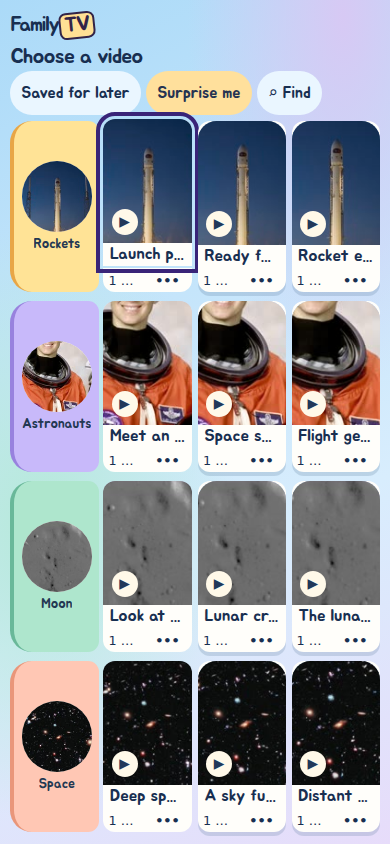 Family TV
Choose a video
Saved for later
Surprise me
Find
Rockets
Launch p...
Ready f...
Rocket e...
1 ...
1 ...
1 ...
Astronauts
Meet an ...
Space s...
Flight ge...
1 ...
1 ...
1 ...
Moon
Look at ...
Lunar cr...
The luna...
1 ...
1 ...
1 ...
Space
Deep sp...
A sky fu...
Distant ...
1 ...
1 ...
1 ...